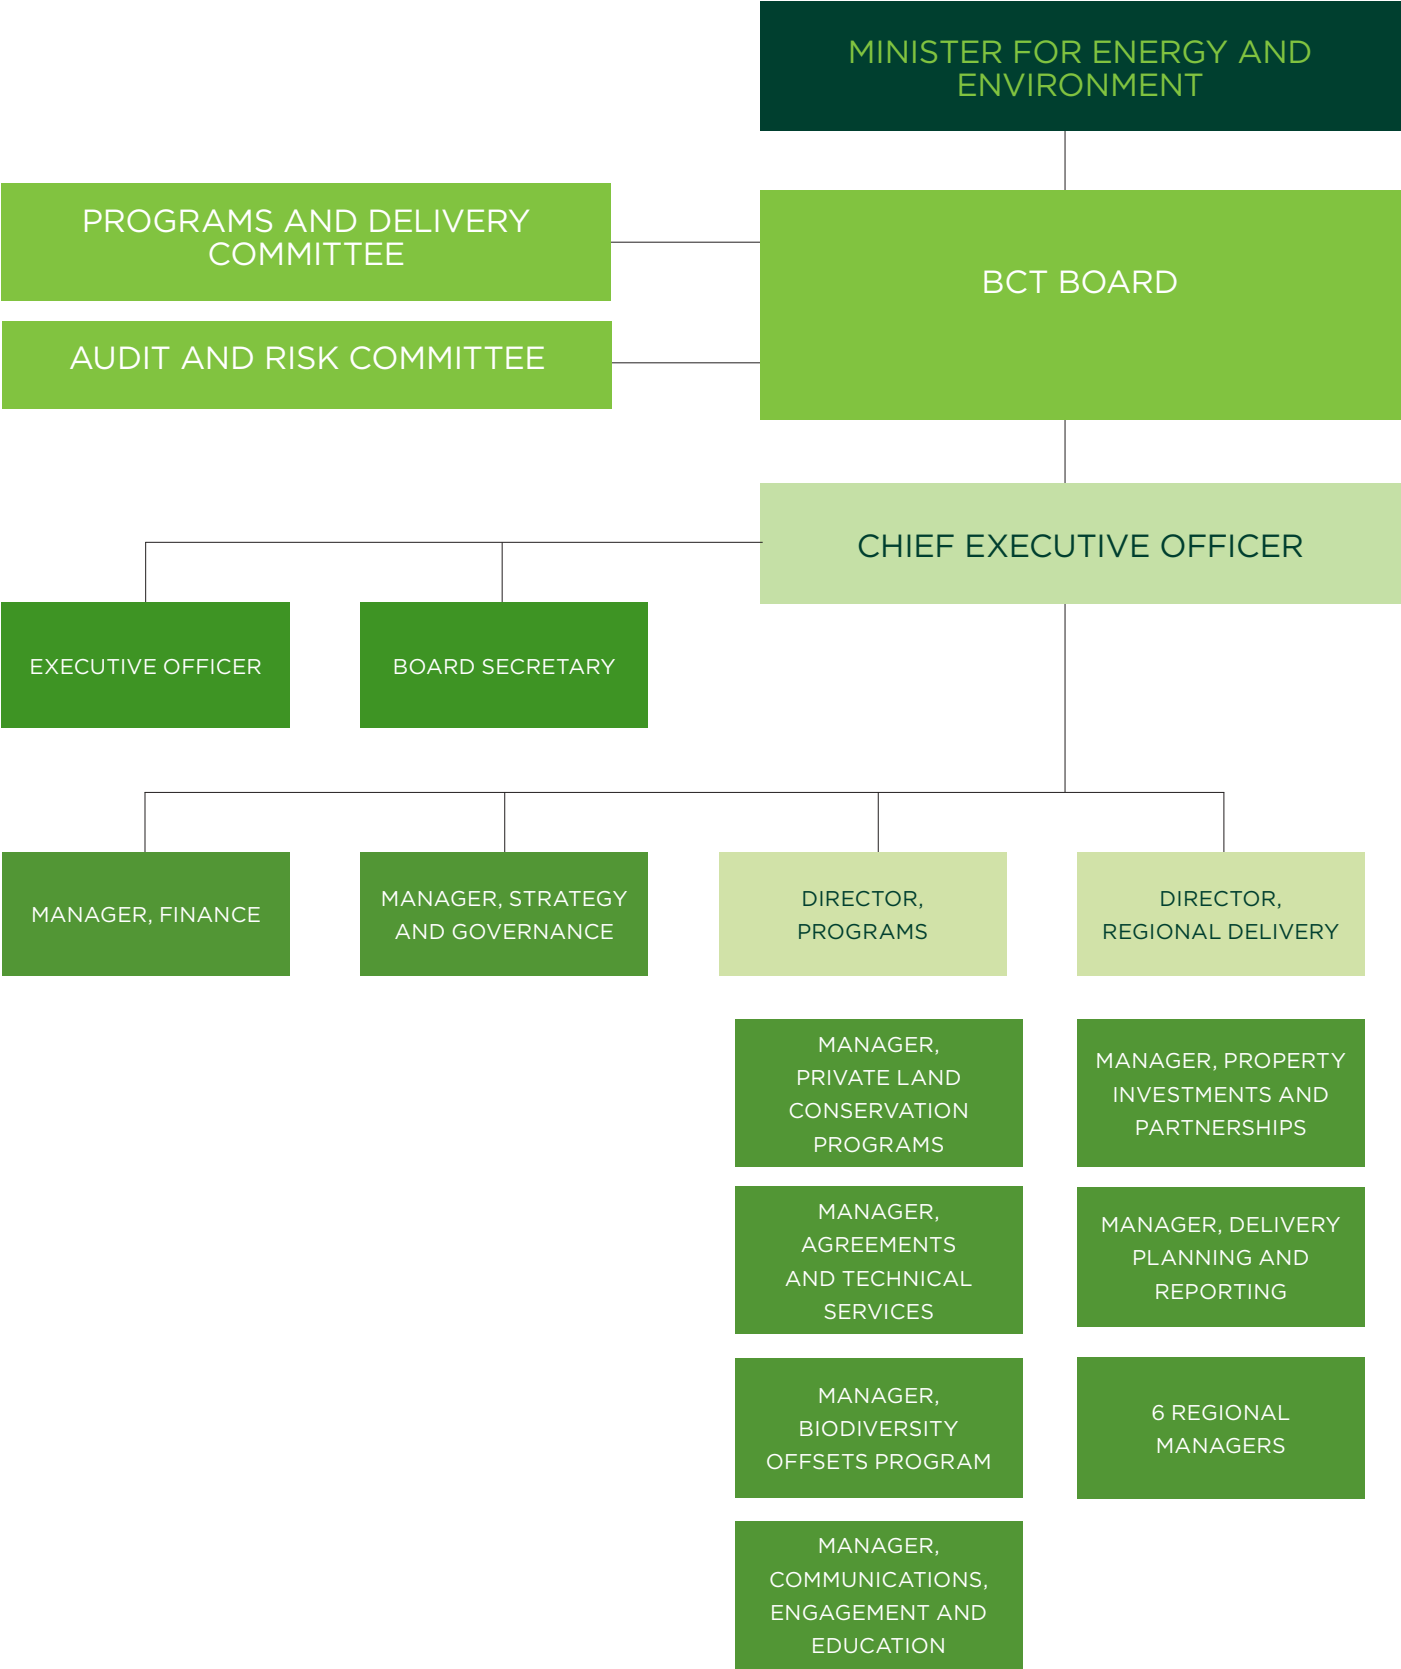 MINISTER FOR ENERGY AND
ENVIRONMENT
PROGRAMS AND DELIVERY
COMMITTEE
BCT BOARD
AUDIT AND RISK COMMITTEE
CHIEF EXECUTIVE OFFICER
EXECUTIVE OFFICER
BOARD SECRETARY
MANAGER, FINANCE
MANAGER, STRATEGY
AND GOVERNANCE
DIRECTOR,
PROGRAMS
DIRECTOR,
REGIONAL DELIVERY
MANAGER,
PRIVATE LAND
CONSERVATION
PROGRAMS
MANAGER, PROPERTY
INVESTMENTS AND
PARTNERSHIPS
MANAGER,
AGREEMENTS
AND TECHNICAL
SERVICES
MANAGER, DELIVERY
PLANNING AND
REPORTING
MANAGER,
BIODIVERSITY
OFFSETS PROGRAM
6 REGIONAL
MANAGERS
MANAGER,
COMMUNICATIONS,
ENGAGEMENT AND
EDUCATION